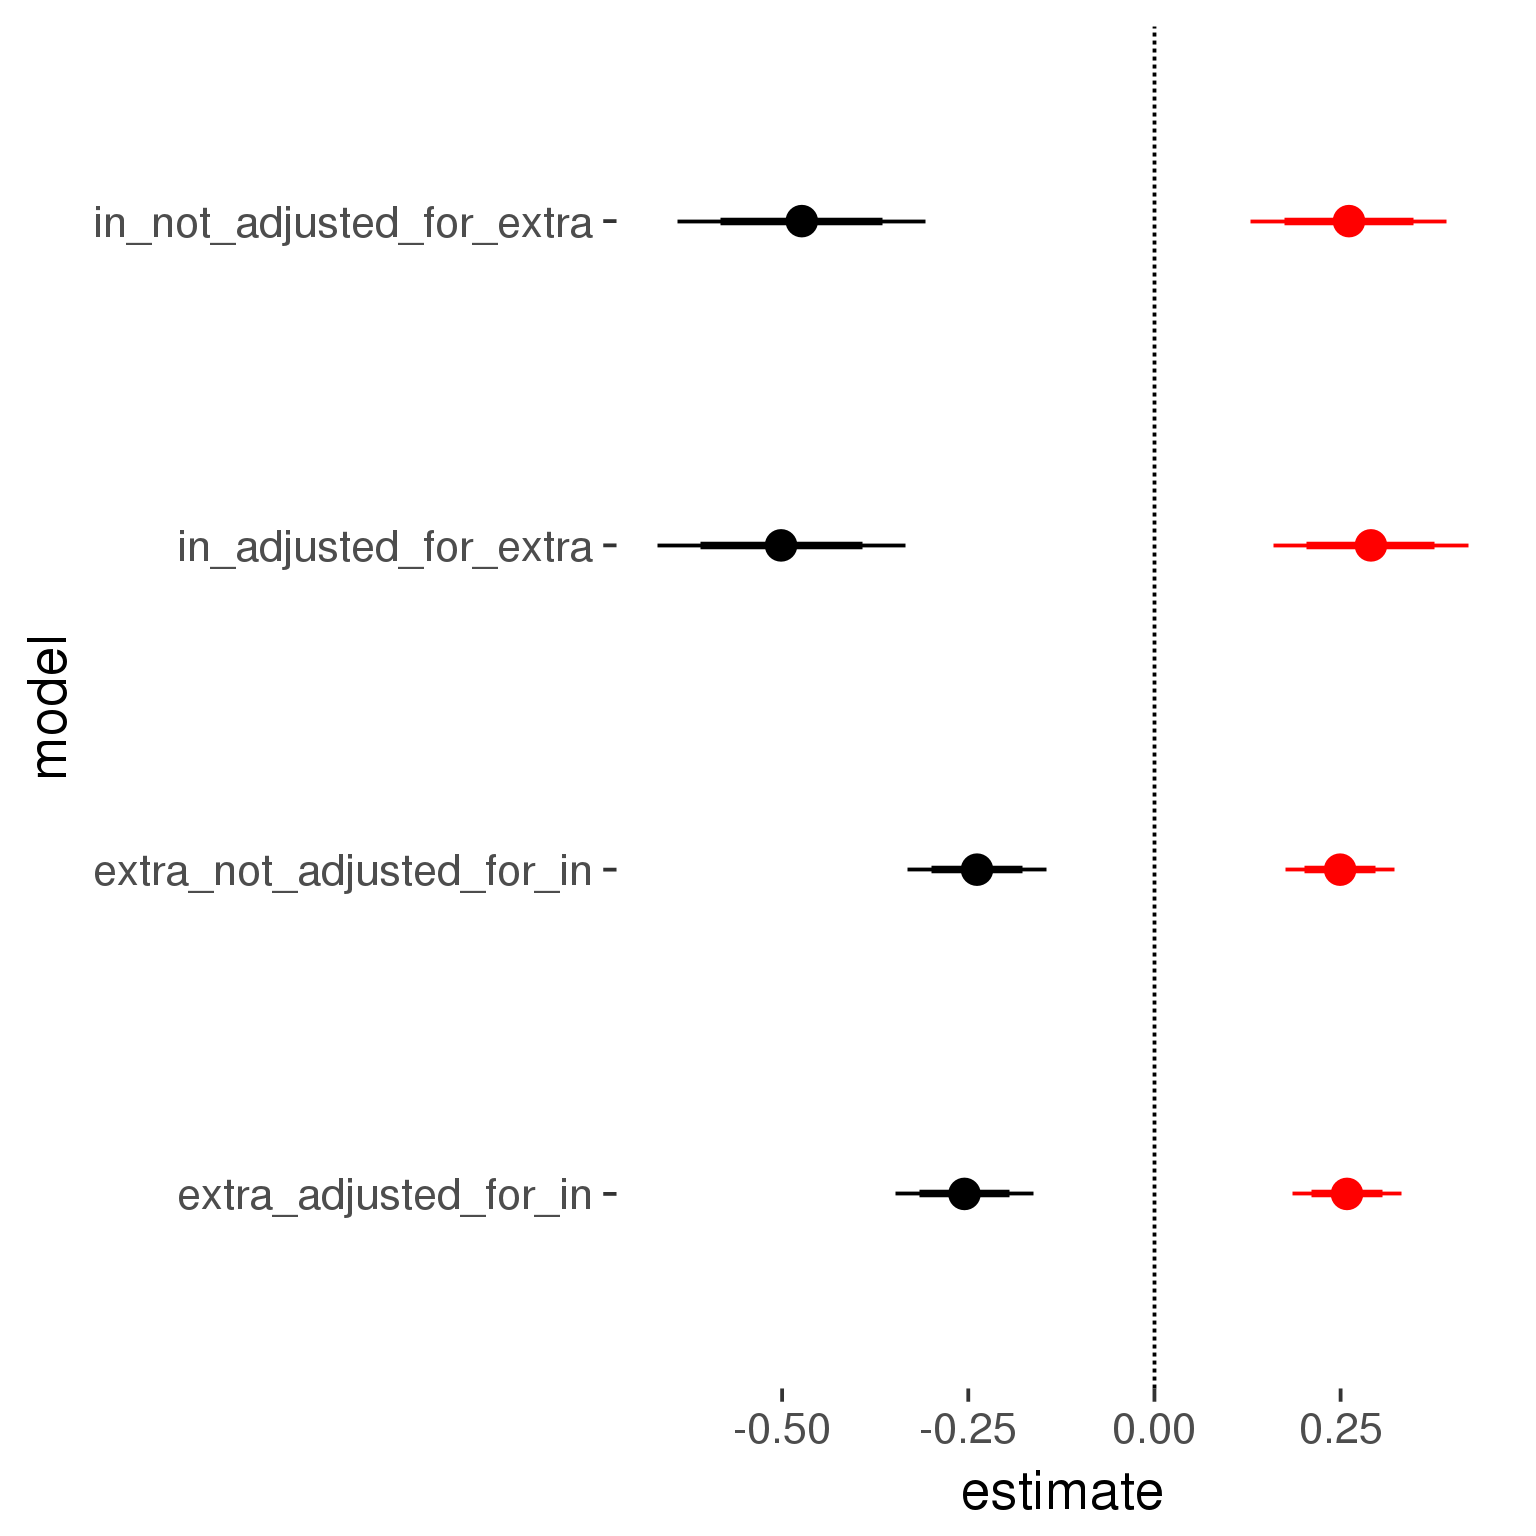 in_not_adjusted_for_extra
in_adjusted_for_extra
model
extra_not_adjusted_for_in
extra_adjusted_for_in
-0.50 -0.25 0.00 0.25
estimate